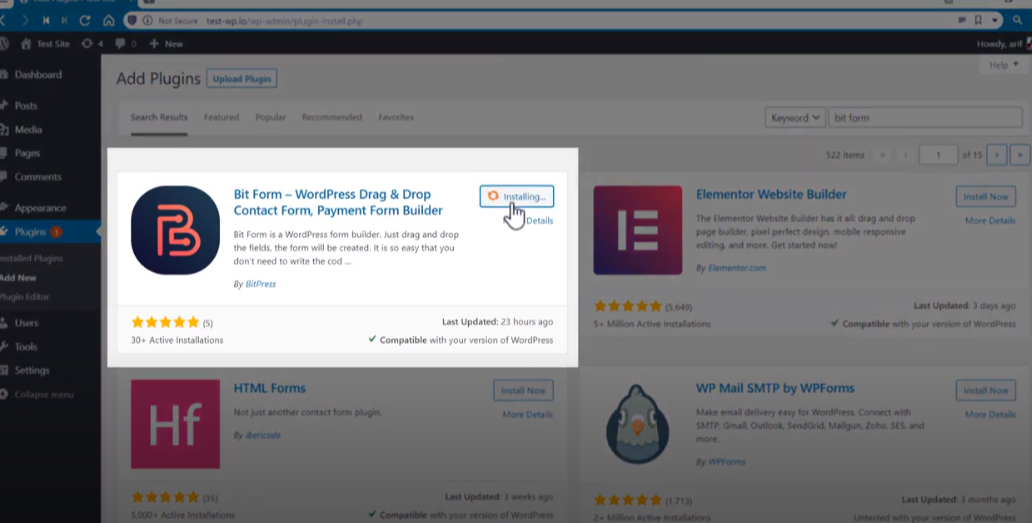 Not Secure test-wp.io/wp-admin/plugin-install.php
Test Site 4 0 New
Howdy, arif
Help
Dashboard
Posts
Media
Pages
Comments
Appearance
Plugins 1
Installed Plugins
Add New
Plugin Editor
Users
Tools
Settings
Collapse menu
Add Plugins Upload Plugin
Search Results Featured Popular Recommended Favorites
Keyword bit form
522 items « ‹ 1 of 15 › »
Bit Form – WordPress Drag & Drop
Contact Form, Payment Form Builder
Installing...
Details
Bit Form is a WordPress form builder. Just drag and drop
the fields, the form will be created. It is so easy that you
don't need to write the cod ...
By BitPress
(5)
Last Updated: 23 hours ago
30+ Active Installations
Compatible with your version of WordPress
Elementor Website Builder
Install Now
More Details
The Elementor Website Builder has it all: drag and drop
page builder, pixel perfect design, mobile responsive
editing, and more. Get started now!
By Elementor.com
(5,649)
Last Updated: 3 days ago
5+ Million Active Installations
Compatible with your version of WordPress
Hf
HTML Forms
Install Now
More Details
Not just another contact form plugin.
By ibericode
(35)
Last Updated: 3 weeks ago
5,000+ Active Installations
Compatible with your version of WordPress
WP Mail SMTP by WPForms
Install Now
More Details
Make email delivery easy for WordPress. Connect with
SMTP, Gmail, Outlook, SendGrid, Mailgun, Zoho, SES, and
more.
By WPForms
(1,713)
Last Updated: 3 months ago
2+ Million Active Installations
Untested with your version of WordPress